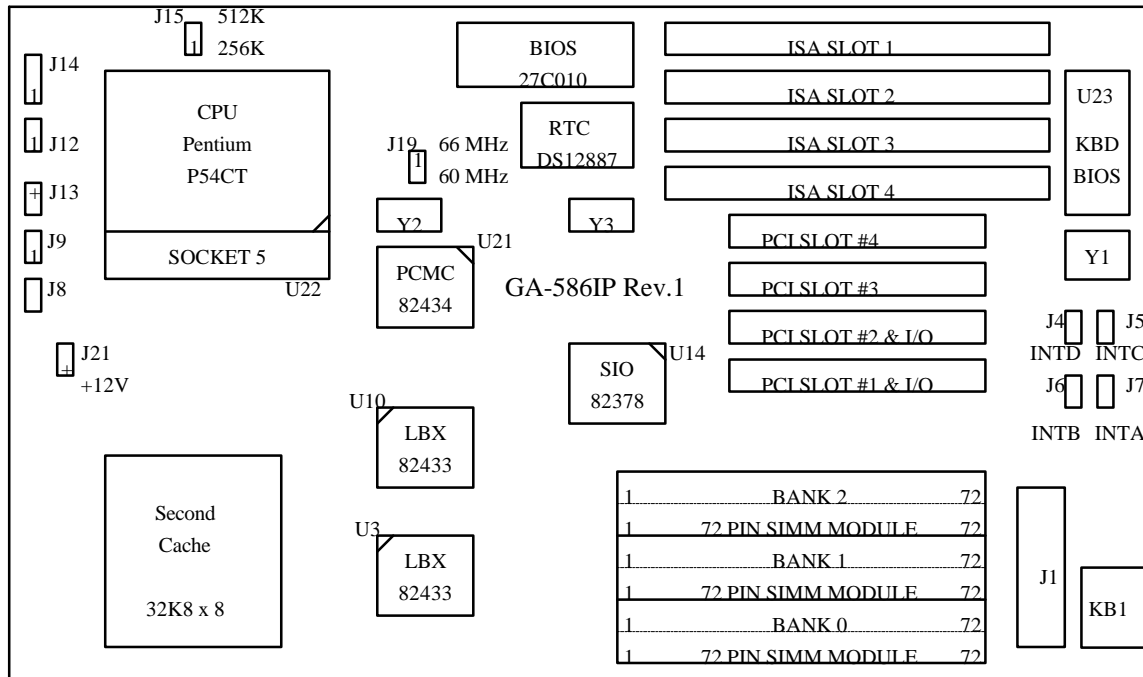 J15
512K
1
256K
J14
1
1
J12
+
J13
1
J9
J8
J21
+
+12V
CPU
Pentium
P54CT
SOCKET 5
U22
BIOS
27C010
RTC
DS12887
J19
1
66 MHz
60 MHz
Y2
Y3
U21
PCMC
82434
GA-586IP Rev.1
ISA SLOT 1
ISA SLOT 2
ISA SLOT 3
ISA SLOT 4
PCI SLOT #4
PCI SLOT #3
PCI SLOT #2 & I/O
PCI SLOT #1 & I/O
U23
KBD
BIOS
Y1
J4
J5
INTD
INTC
J6
J7
INTB
INTA
U14
SIO
82378
U10
LBX
82433
U3
LBX
82433
Second
Cache
32K8 x 8
1 BANK 2 72
1 72 PIN SIMM MODULE 72
1 BANK 1 72
1 72 PIN SIMM MODULE 72
1 BANK 0 72
1 72 PIN SIMM MODULE 72
J1
KB1